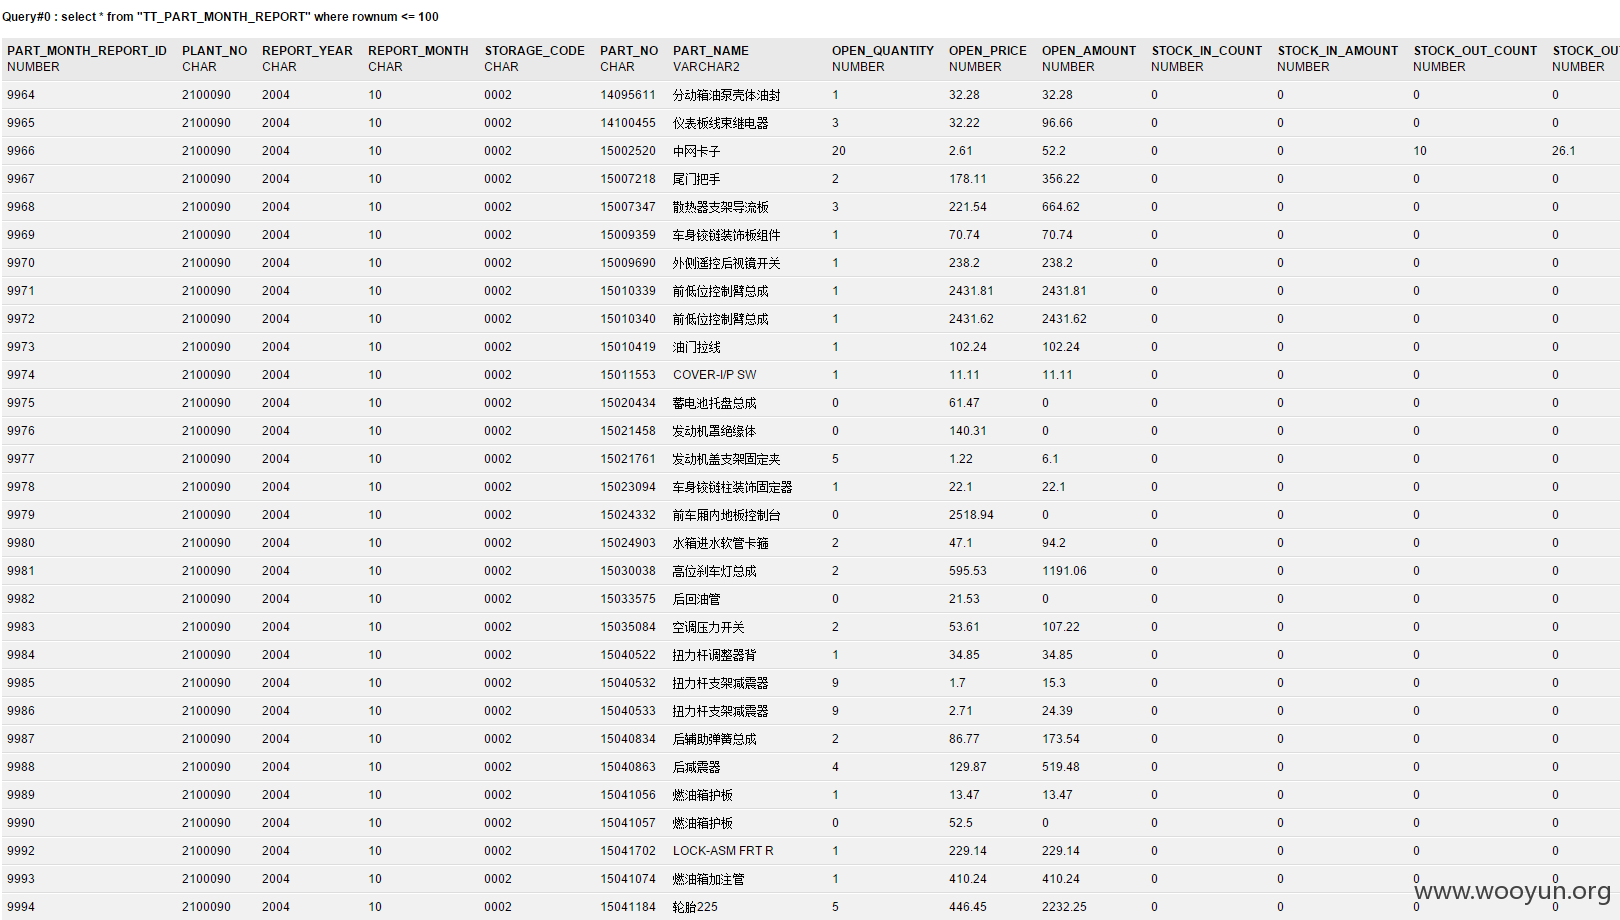 Query#0 : select * from "TT_PART_MONTH_REPORT" where rownum <= 100
PART_MONTH_REPORT_ID PLANT_NO REPORT_YEAR REPORT_MONTH STORAGE_CODE PART_NO PART_NAME OPEN_QUANTITY OPEN_PRICE OPEN_AMOUNT STOCK_IN_COUNT STOCK_IN_AMOUNT STOCK_OUT_COUNT STOCK_OU
NUMBER CHAR CHAR CHAR CHAR CHAR VARCHAR2 NUMBER NUMBER NUMBER NUMBER NUMBER NUMBER NUMBER
9964 2100090 2004 10 0002 14095611 分动箱油泵壳体油封 1 32.28 32.28 0 0 0 0
9965 2100090 2004 10 0002 14100455 仪表板线束继电器 3 32.22 96.66 0 0 0 0
9966 2100090 2004 10 0002 15002520 中网卡子 20 2.61 52.2 0 0 10 26.1
9967 2100090 2004 10 0002 15007218 尾门把手 2 178.11 356.22 0 0 0 0
9968 2100090 2004 10 0002 15007347 散热器支架导流板 3 221.54 664.62 0 0 0 0
9969 2100090 2004 10 0002 15009359 车身铰链装饰板组件 1 70.74 70.74 0 0 0 0
9970 2100090 2004 10 0002 15009690 外侧遥控后视镜开关 1 238.2 238.2 0 0 0 0
9971 2100090 2004 10 0002 15010339 前低位控制臂总成 1 2431.81 2431.81 0 0 0 0
9972 2100090 2004 10 0002 15010340 前低位控制臂总成 1 2431.62 2431.62 0 0 0 0
9973 2100090 2004 10 0002 15010419 油门拉线 1 102.24 102.24 0 0 0 0
9974 2100090 2004 10 0002 15011553 COVER-I/P SW 1 11.11 11.11 0 0 0 0
9975 2100090 2004 10 0002 15020434 蓄电池托盘总成 0 61.47 0 0 0 0 0
9976 2100090 2004 10 0002 15021458 发动机罩绝缘体 0 140.31 0 0 0 0 0
9977 2100090 2004 10 0002 15021761 发动机盖支架固定夹 5 1.22 6.1 0 0 0 0
9978 2100090 2004 10 0002 15023094 车身铰链柱装饰固定器 1 22.1 22.1 0 0 0 0
9979 2100090 2004 10 0002 15024332 前车厢内地板控制台 0 2518.94 0 0 0 0 0
9980 2100090 2004 10 0002 15024903 水箱进水软管卡箍 2 47.1 94.2 0 0 0 0
9981 2100090 2004 10 0002 15030038 高位刹车灯总成 2 595.53 1191.06 0 0 0 0
9982 2100090 2004 10 0002 15033575 后回油管 0 21.53 0 0 0 0 0
9983 2100090 2004 10 0002 15035084 空调压力开关 2 53.61 107.22 0 0 0 0
9984 2100090 2004 10 0002 15040522 扭力杆调整器背 1 34.85 34.85 0 0 0 0
9985 2100090 2004 10 0002 15040532 扭力杆支架减震器 9 1.7 15.3 0 0 0 0
9986 2100090 2004 10 0002 15040533 扭力杆支架减震器 9 2.71 24.39 0 0 0 0
9987 2100090 2004 10 0002 15040834 后辅助弹簧总成 2 86.77 173.54 0 0 0 0
9988 2100090 2004 10 0002 15040863 后减震器 4 129.87 519.48 0 0 0 0
9989 2100090 2004 10 0002 15041056 燃油箱护板 1 13.47 13.47 0 0 0 0
9990 2100090 2004 10 0002 15041057 燃油箱护板 0 52.5 0 0 0 0 0
9992 2100090 2004 10 0002 15041702 LOCK-ASM FRT R 1 229.14 229.14 0 0 0 0
9993 2100090 2004 10 0002 15041074 燃油箱加注管 1 410.24 410.24 0 0 0 0
9994 2100090 2004 10 0002 15041184 轮胎225 5 446.45 2232.25 0 0 0 0
www.wooyun.org